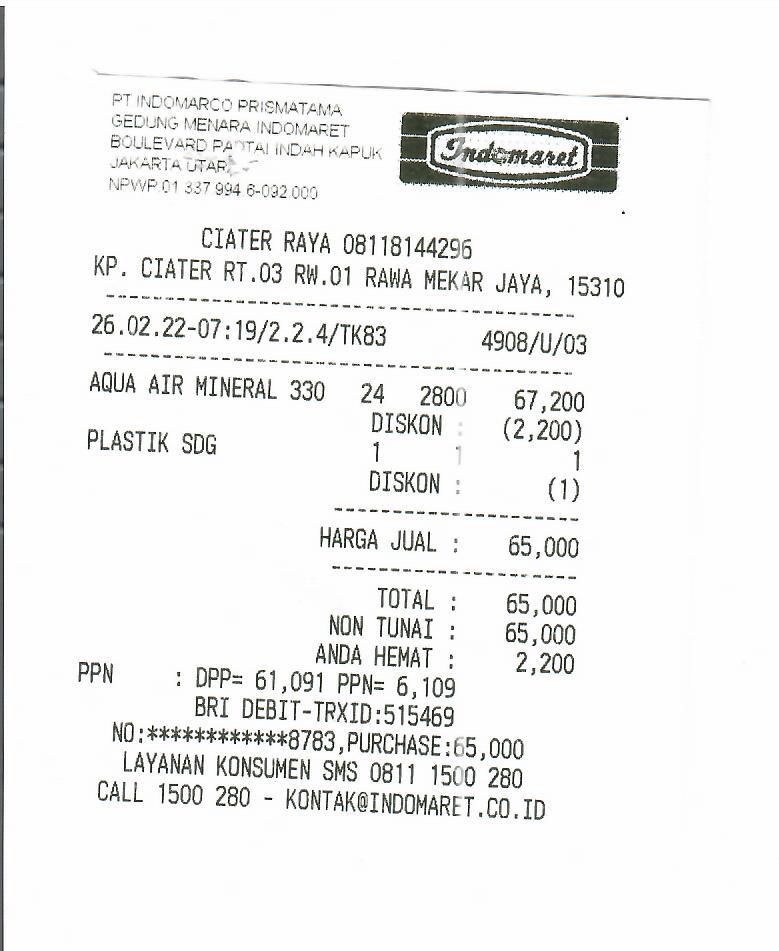 PT INDOMARCO PRISMATAMA
GEDUNG MENARA INDOMARET
BOULEVARD PANTAI INDAH KAPUK
JAKARTA UTARA
NPWP 01 337 994 6-092.000
Indomaret
CIATER RAYA 08118144296
KP. CIATER RT.03 RW.01 RAWA MEKAR JAYA, 15310
26.02.22-07:19/2.2.4/TK83 4908/U/03
AQUA AIR MINERAL 330 24 2800 67,200
DISKON : (2,200)
PLASTIK SDG 1 1 1
DISKON : (1)
HARGA JUAL : 65,000
TOTAL : 65,000
NON TUNAI : 65,000
ANDA HEMAT : 2,200
PPN : DPP= 61,091 PPN= 6,109
BRI DEBIT-TRXID:515469
NO:************8783,PURCHASE:65,000
LAYANAN KONSUMEN SMS 0811 1500 280
CALL 1500 280 - KONTAK@INDOMARET.CO.ID